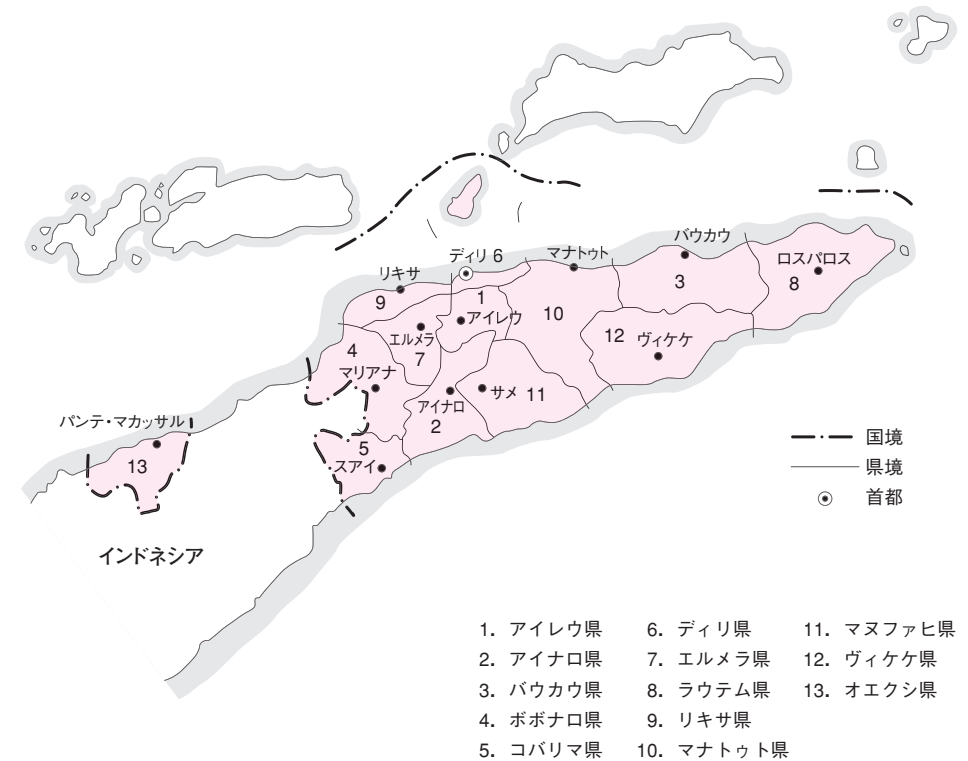 バウカウ
ディリ 6
マナトゥト
ロスパロス
リキサ
3
8
9
1
アイレウ
10
エルメラ
12 ヴィケケ
4
7
マリアナ
サメ 11
アイナロ
2
パンテ・マカッサル
5
スアイ
13
国境
県境
首都
インドネシア
1. アイレウ県
2. アイナロ県
3. バウカウ県
4. ボボナロ県
5. コバリマ県
6. ディリ県
7. エルメラ県
8. ラウテム県
9. リキサ県
10. マナトゥト県
11. マヌファヒ県
12. ヴィケケ県
13. オエクシ県